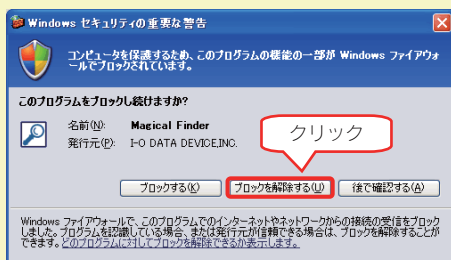 Windows セキュリティの重要な警告
コンピュータを保護するため、このプログラムの機能の一部が Windows ファイアウォ
ールでブロックされています。
このプログラムをブロックし続けますか?
名前(N): Magical Finder
発行元(P): I-O DATA DEVICE,INC.
クリック
ブロックする(K) ブロックを解除する(U) 後で確認する(A)
Windows ファイアウォールで、このプログラムでのインターネットやネットワークからの接続の受信をブロック
しました。プログラムを認識している場合、または発行元が信頼できる場合は、ブロックを解除することが
できます。どのプログラムに対してブロックを解除できるか表示します。